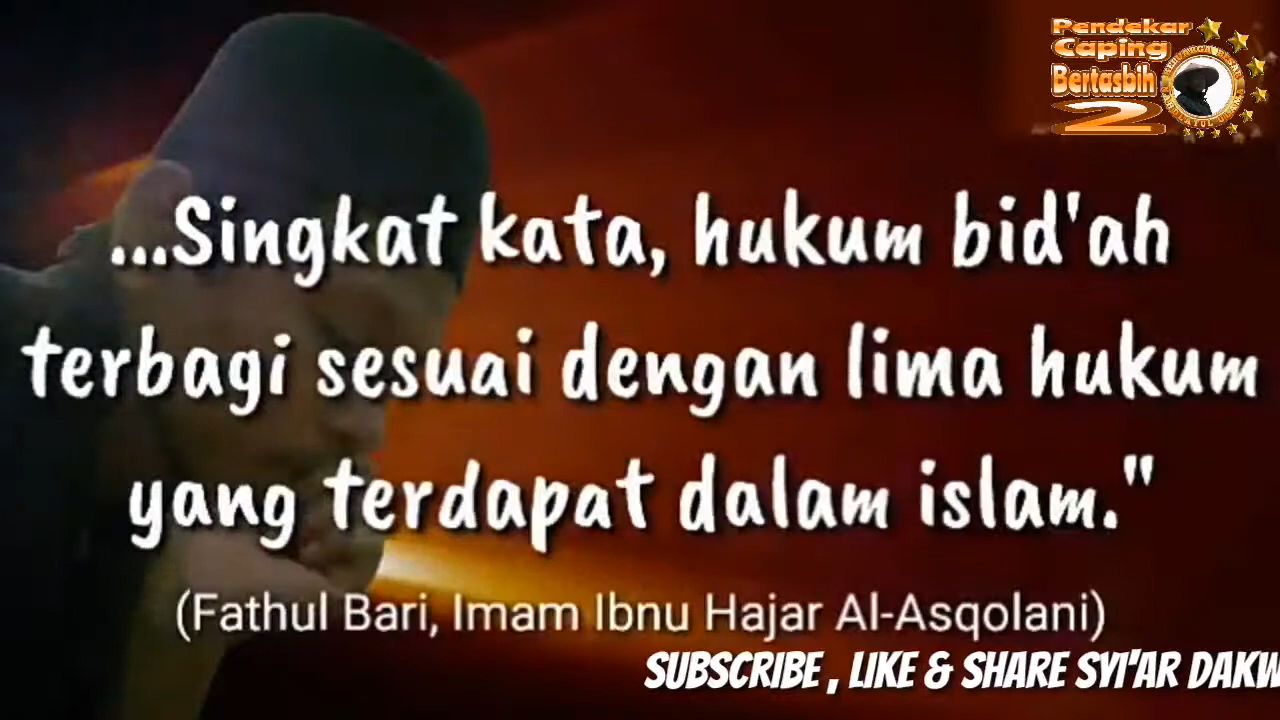 Pendekar
Caping
Bertasbih
2
...Singkat kata, hukum bid'ah
terbagi sesuai dengan lima hukum
yang terdapat dalam islam."
(Fathul Bari, Imam Ibnu Hajar Al-Asqolani)
SUBSCRIBE , LIKE & SHARE SYI'AR DAKW